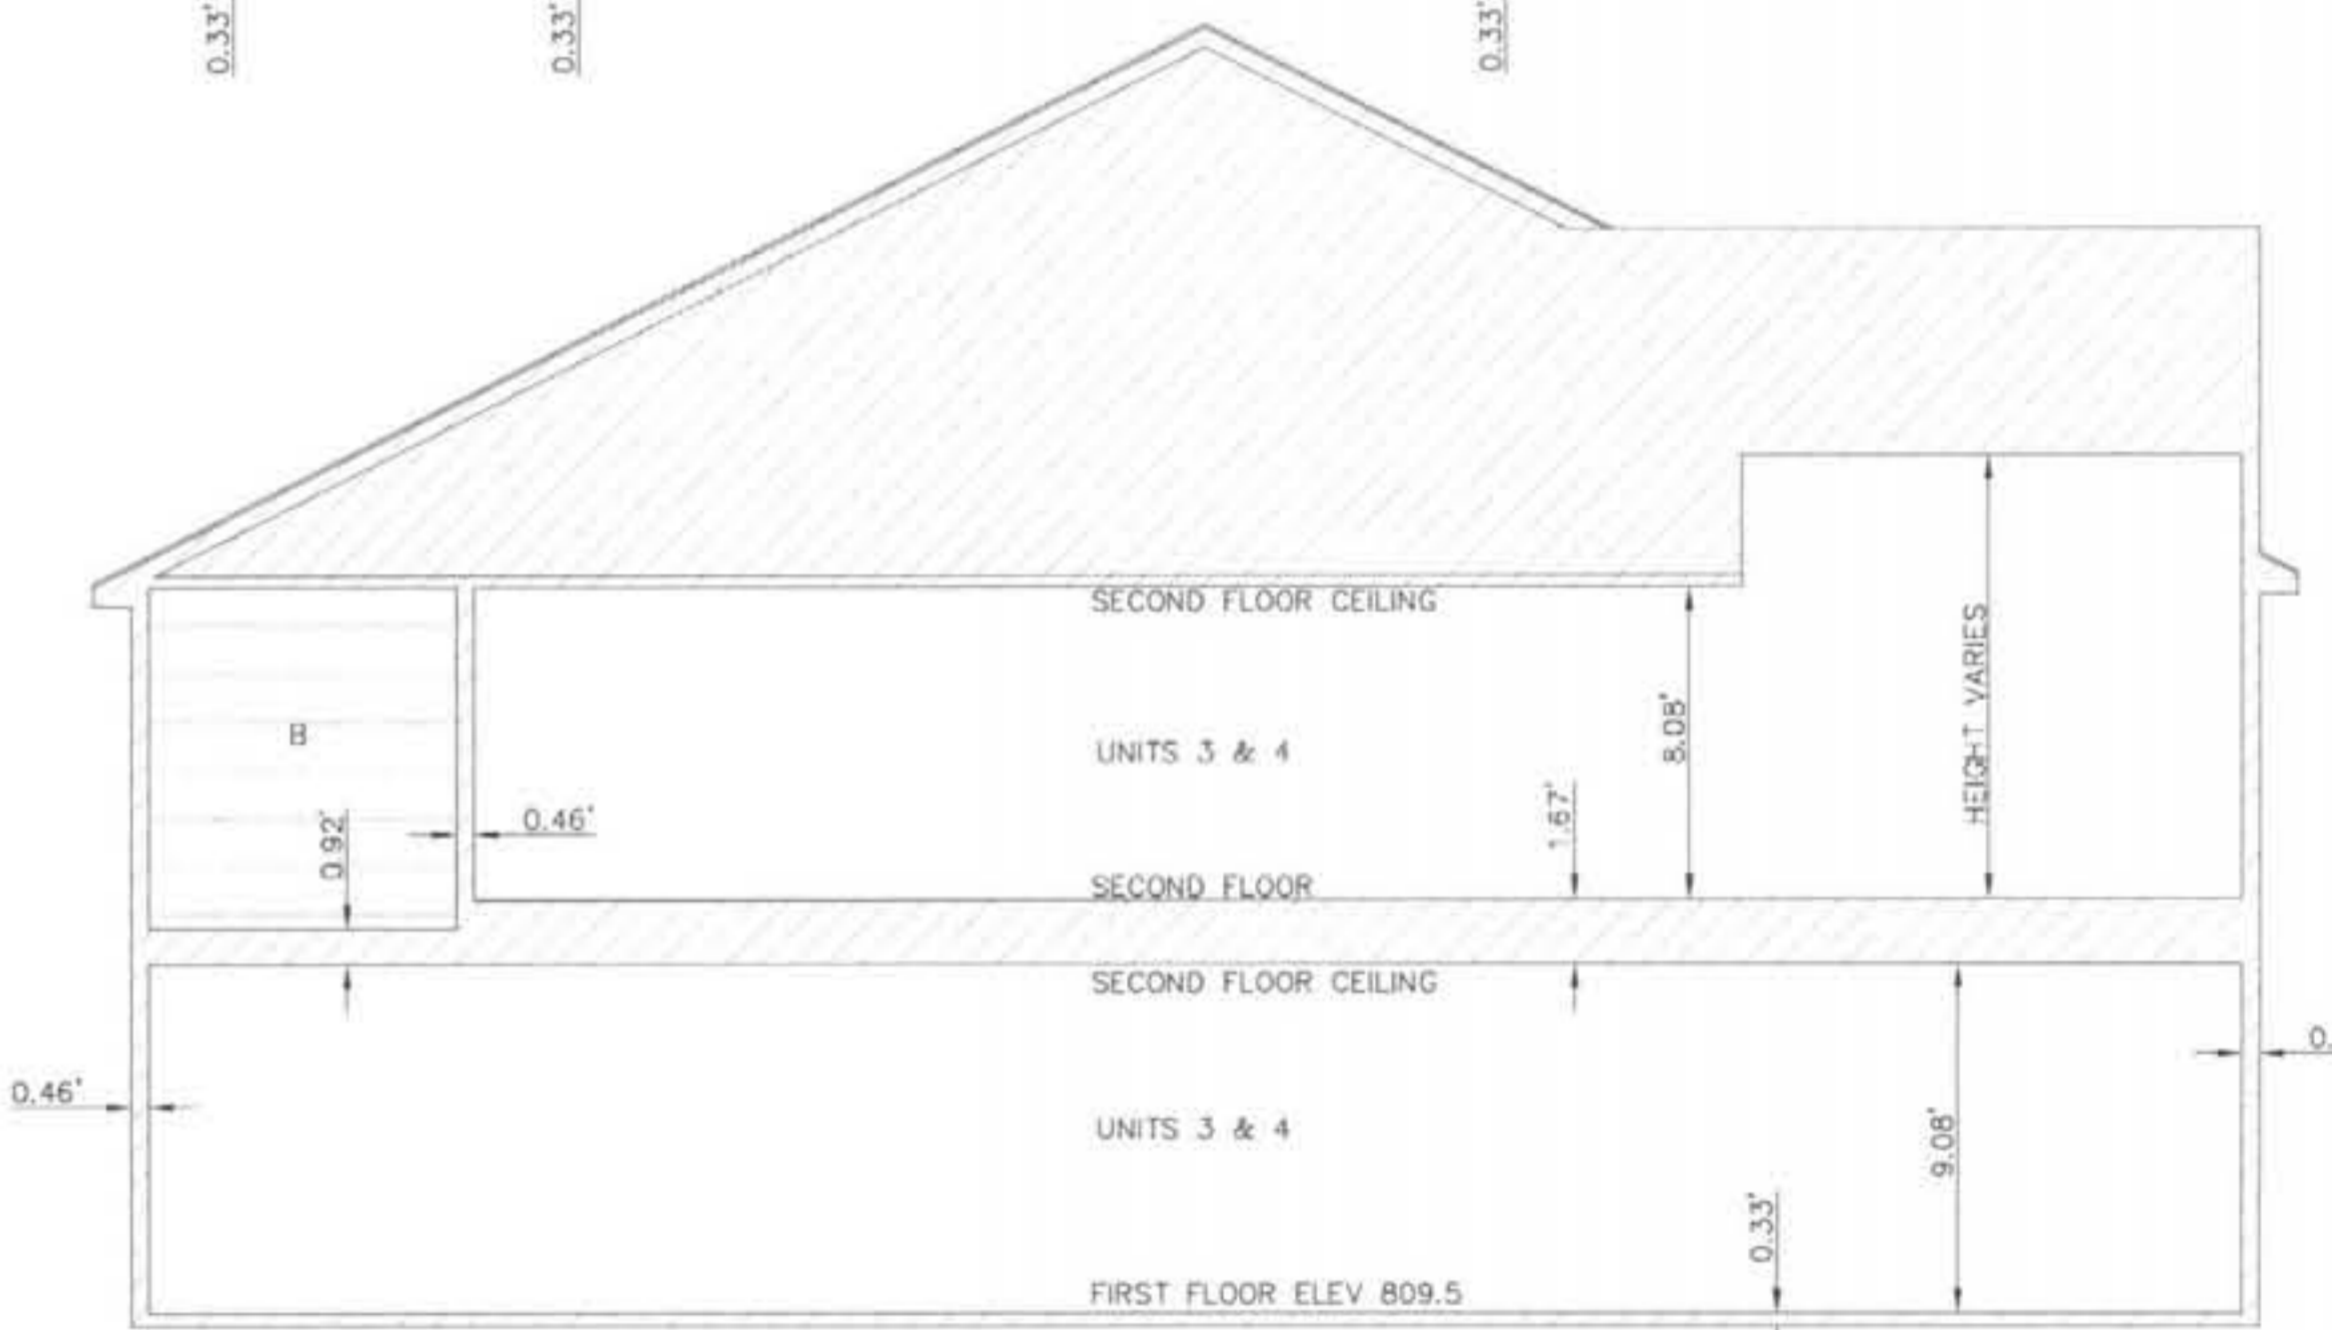 0.33'
0.33'
0.33'
SECOND FLOOR CEILING
HEIGHT VARIES
8.08'
B
UNITS 3 & 4
1.67'
0.92'
0.46'
SECOND FLOOR
SECOND FLOOR CEILING
0.
0.46'
UNITS 3 & 4
9.08'
0.33'
FIRST FLOOR ELEV 809.5